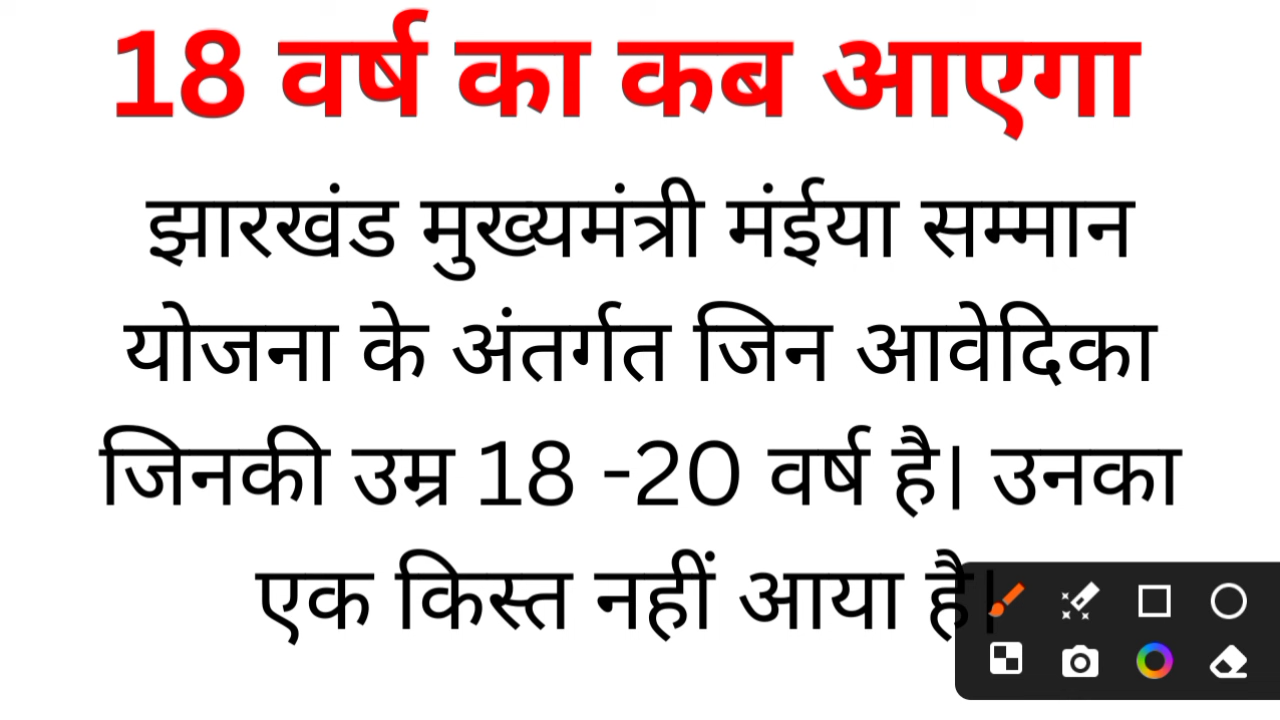 18 वर्ष का कब आएगा
झारखंड मुख्यमंत्री मंईया सम्मान
योजना के अंतर्गत जिन आवेदिका
जिनकी उम्र 18 -20 वर्ष है। उनका
एक किस्त नहीं आया है।